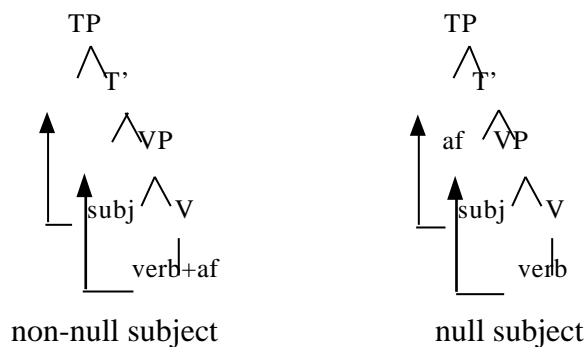 TP TP
T’ T’
VP af VP
subj V subj V
verb+af verb
non-null subject null subject